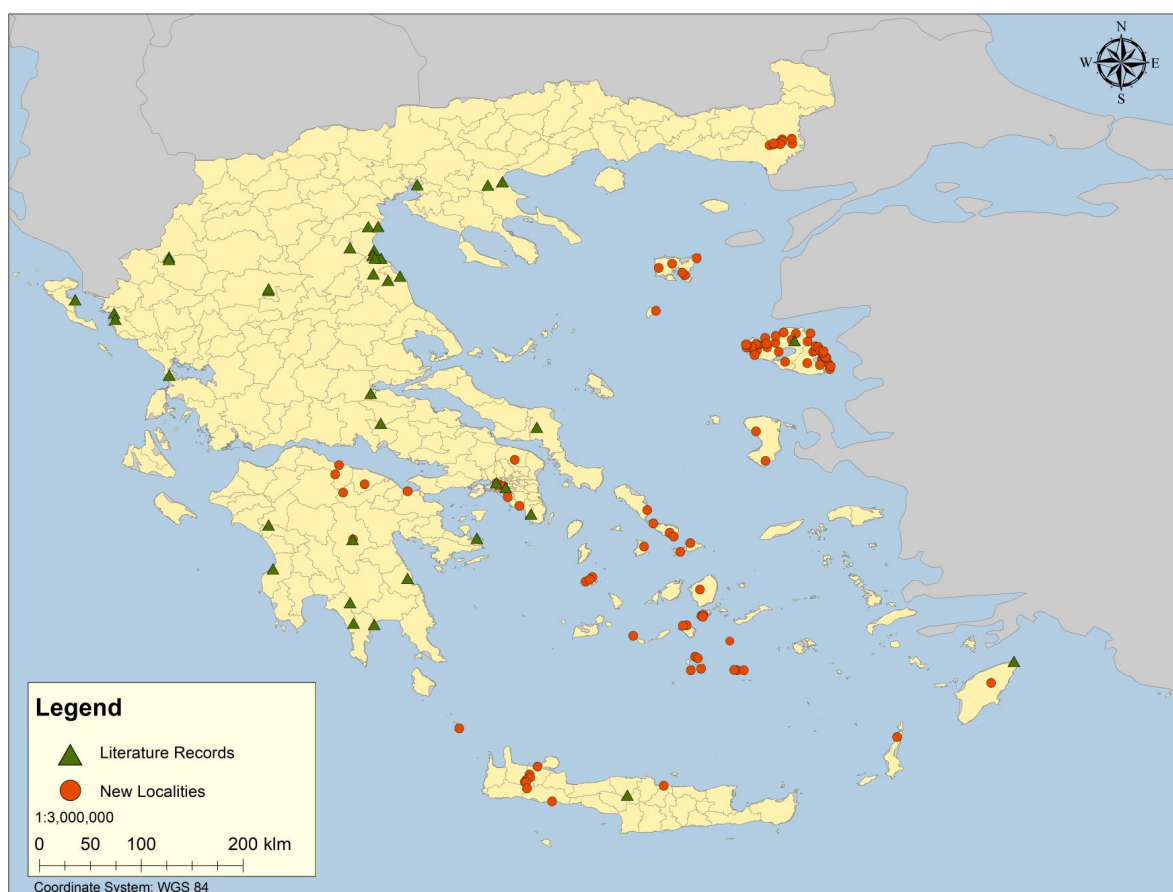 N
W E
S
Legend
Literature Records
New Localities
1:3,000,000
0 50 100 200 klm
Coordinate System: WGS 84